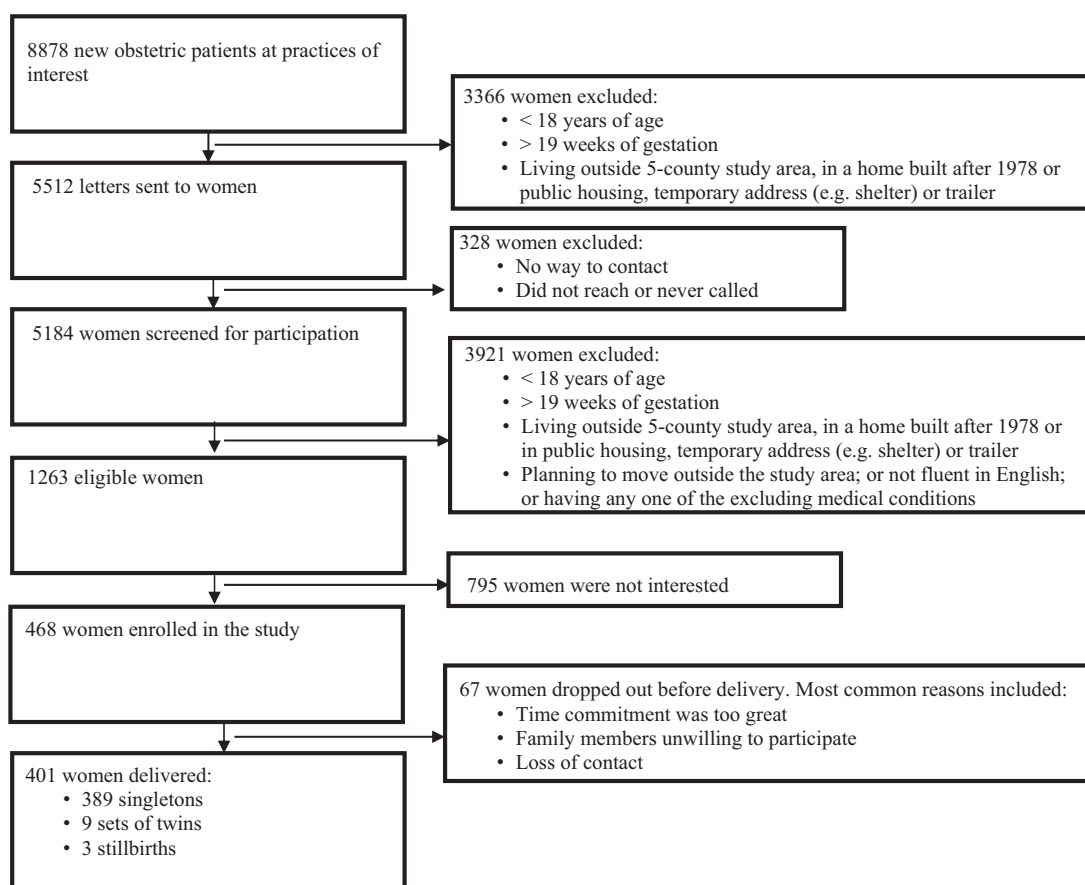 8878 new obstetric patients at practices of
interest
3366 women excluded:
• < 18 years of age
• > 19 weeks of gestation
• Living outside 5-county study area, in a home built after 1978 or
public housing, temporary address (e.g. shelter) or trailer
5512 letters sent to women
328 women excluded:
• No way to contact
• Did not reach or never called
5184 women screened for participation
3921 women excluded:
• < 18 years of age
• > 19 weeks of gestation
• Living outside 5-county study area, in a home built after 1978 or
in public housing, temporary address (e.g. shelter) or trailer
• Planning to move outside the study area; or not fluent in English;
or having any one of the excluding medical conditions
1263 eligible women
795 women were not interested
468 women enrolled in the study
67 women dropped out before delivery. Most common reasons included:
• Time commitment was too great
• Family members unwilling to participate
• Loss of contact
401 women delivered:
• 389 singletons
• 9 sets of twins
• 3 stillbirths